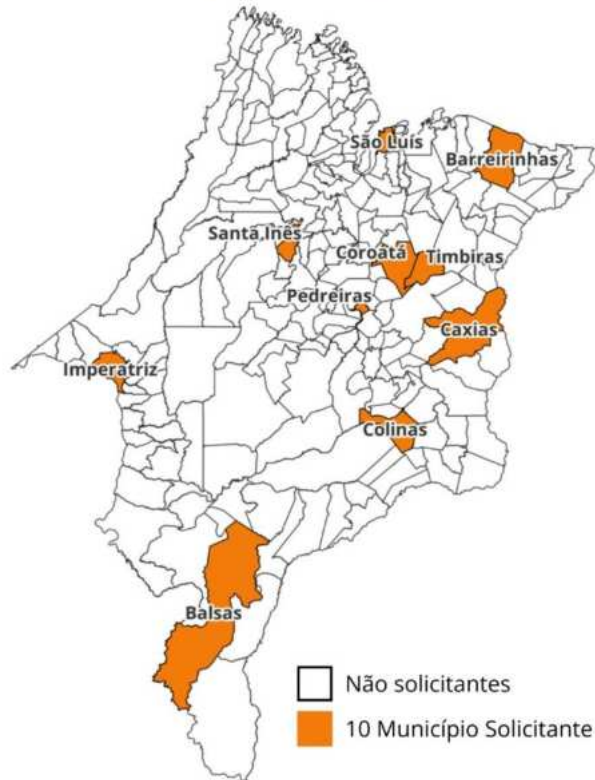 São Luís
Barreirinhas
Santa Inês
Coroatá
Timbiras
Pedreiras
Caxias
Imperatriz
Colinas
Balsas
Não solicitantes
10 Município Solicitante